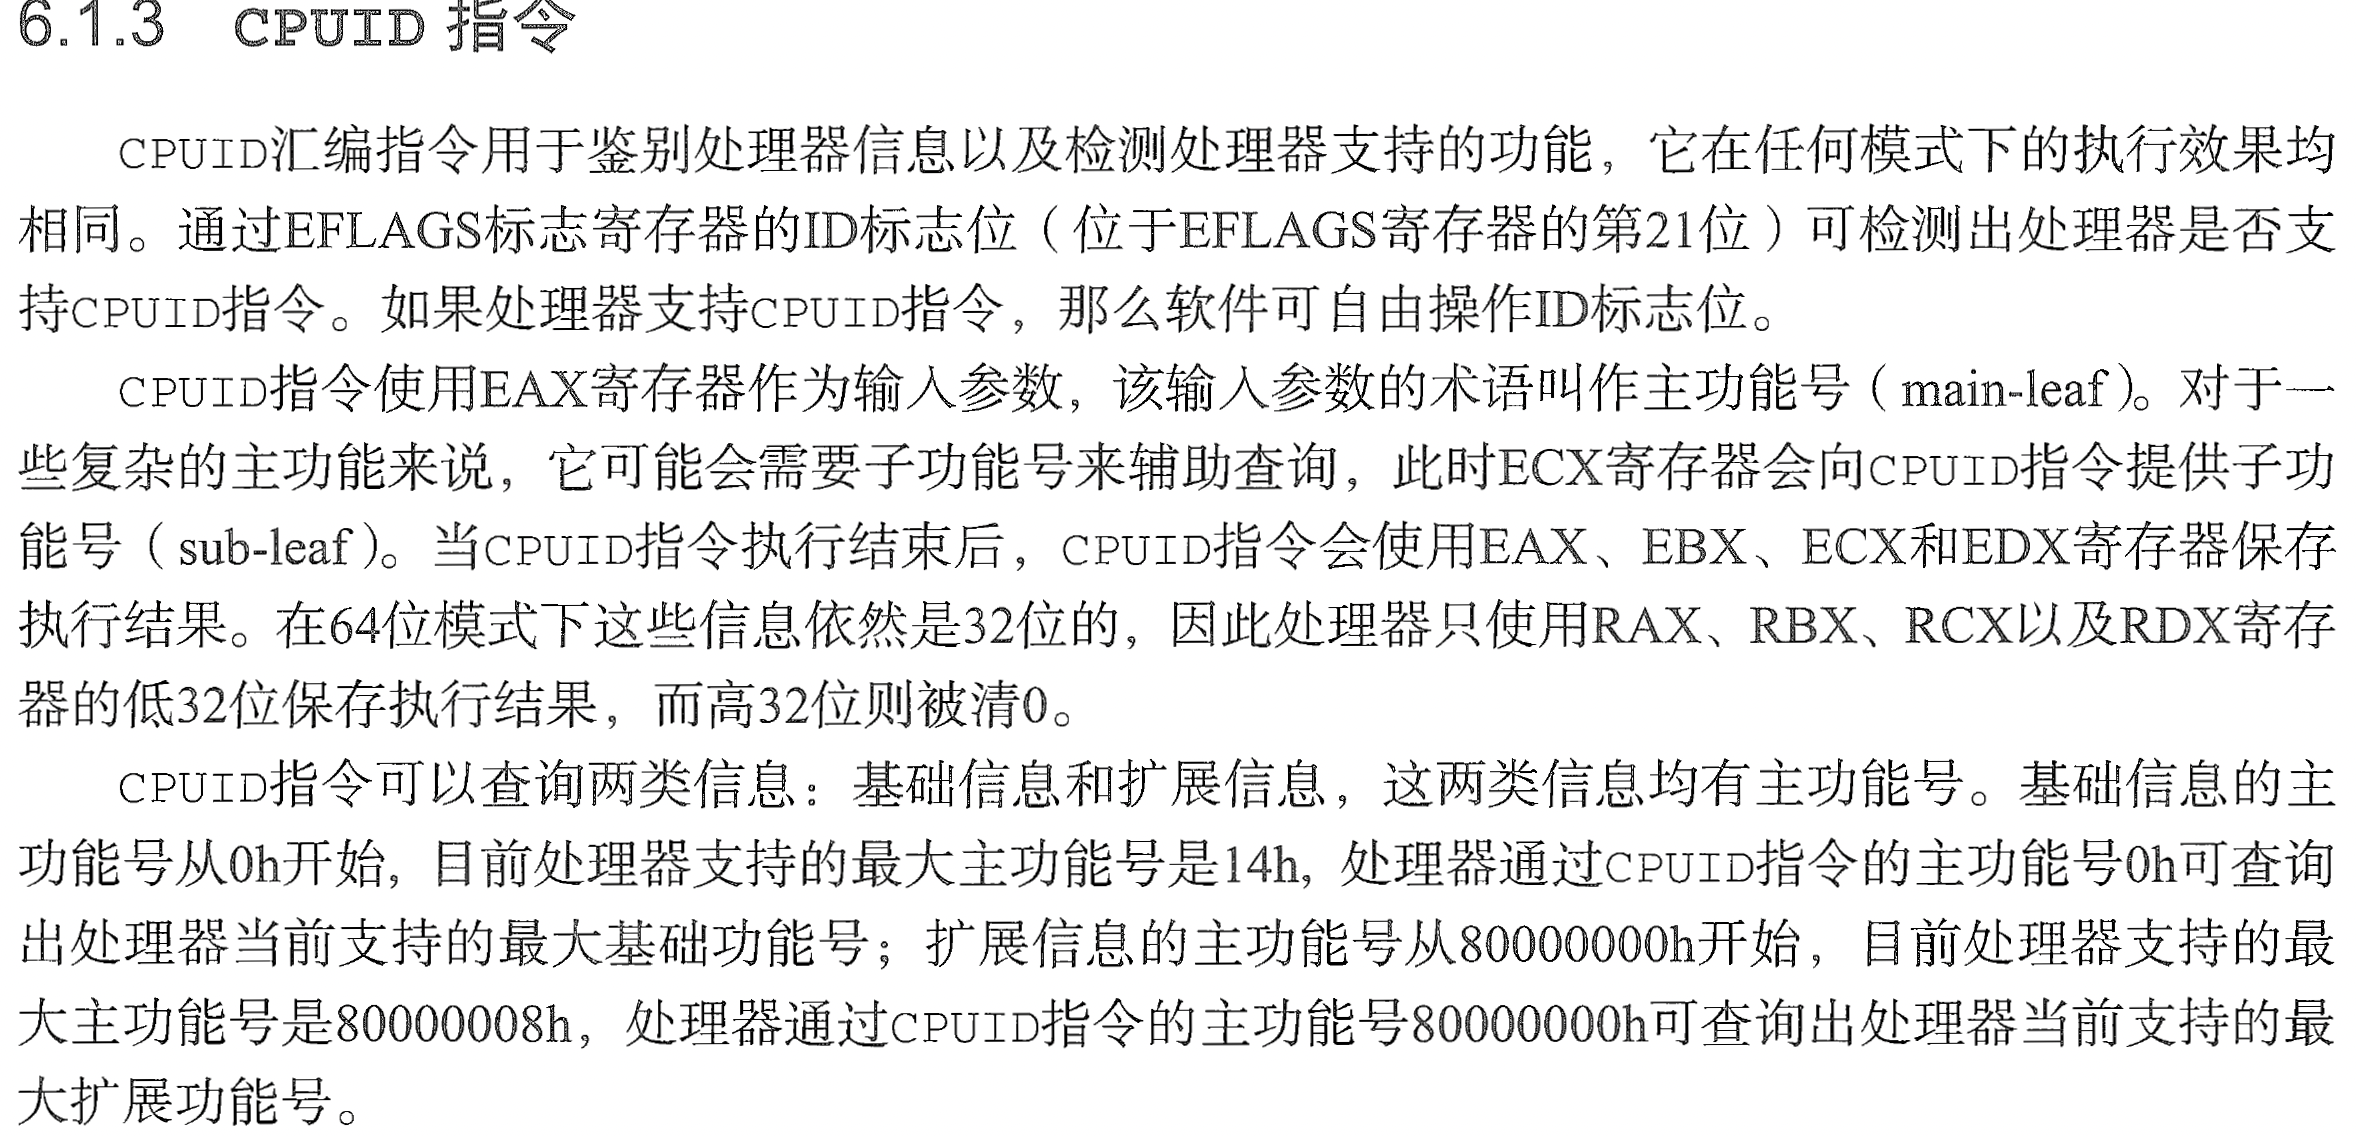 6.1.3 CPUID 指令
CPUID汇编指令用于鉴别处理器信息以及检测处理器支持的功能，它在任何模式下的执行效果均
相同。通过EFLAGS标志寄存器的ID标志位（位于EFLAGS寄存器的第21位）可检测出处理器是否支
持CPUID指令。如果处理器支持CPUID指令，那么软件可自由操作ID标志位。
CPUID指令使用EAX寄存器作为输入参数，该输入参数的术语叫作主功能号（main-leaf）。对于一
些复杂的主功能来说，它可能会需要子功能号来辅助查询，此时ECX寄存器会向CPUID指令提供子功
能号（sub-leaf）。当CPUID指令执行结束后，CPUID指令会使用EAX、EBX、ECX和EDX寄存器保存
执行结果。在64位模式下这些信息依然是32位的，因此处理器只使用RAX、RBX、RCX以及RDX寄存
器的低32位保存执行结果，而高32位则被清0。
CPUID指令可以查询两类信息：基础信息和扩展信息，这两类信息均有主功能号。基础信息的主
功能号从0h开始，目前处理器支持的最大主功能号是14h，处理器通过CPUID指令的主功能号0h可查询
出处理器当前支持的最大基础功能号；扩展信息的主功能号从80000000h开始，目前处理器支持的最
大主功能号是80000008h，处理器通过CPUID指令的主功能号80000000h可查询出处理器当前支持的最
大扩展功能号。